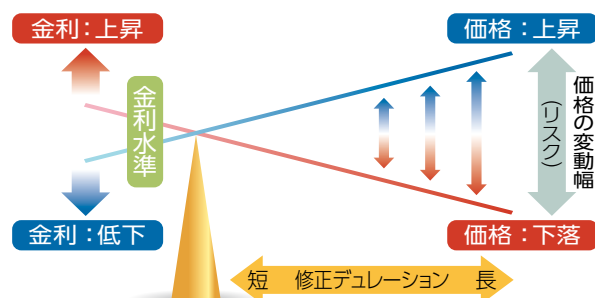 金利：上昇
価格：上昇
金利水準
価格の変動幅
（リスク）
金利：低下
価格：下落
短 修正デュレーション 長